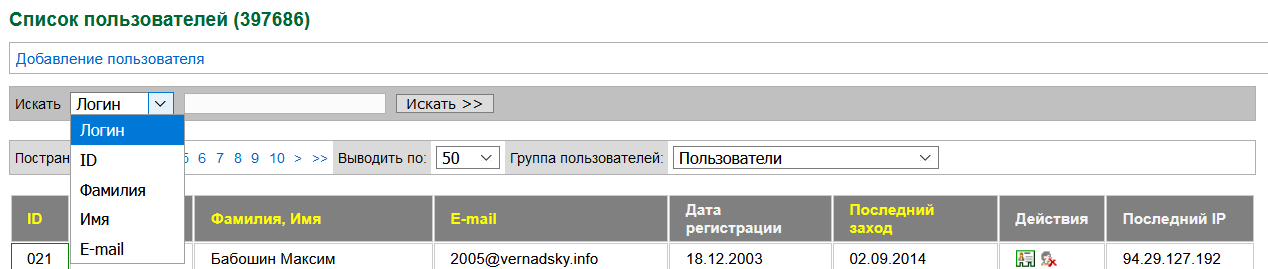 Список пользователей (397686)
Добавление пользователя
Искать Логин Искать >>
Логин
ID
Фамилия
Имя
E-mail
Постран 5 6 7 8 9 10 > >> Выводить по: 50 Группа пользователей: Пользователи
ID Фамилия, Имя E-mail Дата регистрации Последний заход Действия Последний IP
021 Бабошин Максим 2005@vernadsky.info 18.12.2003 02.09.2014 94.29.127.192